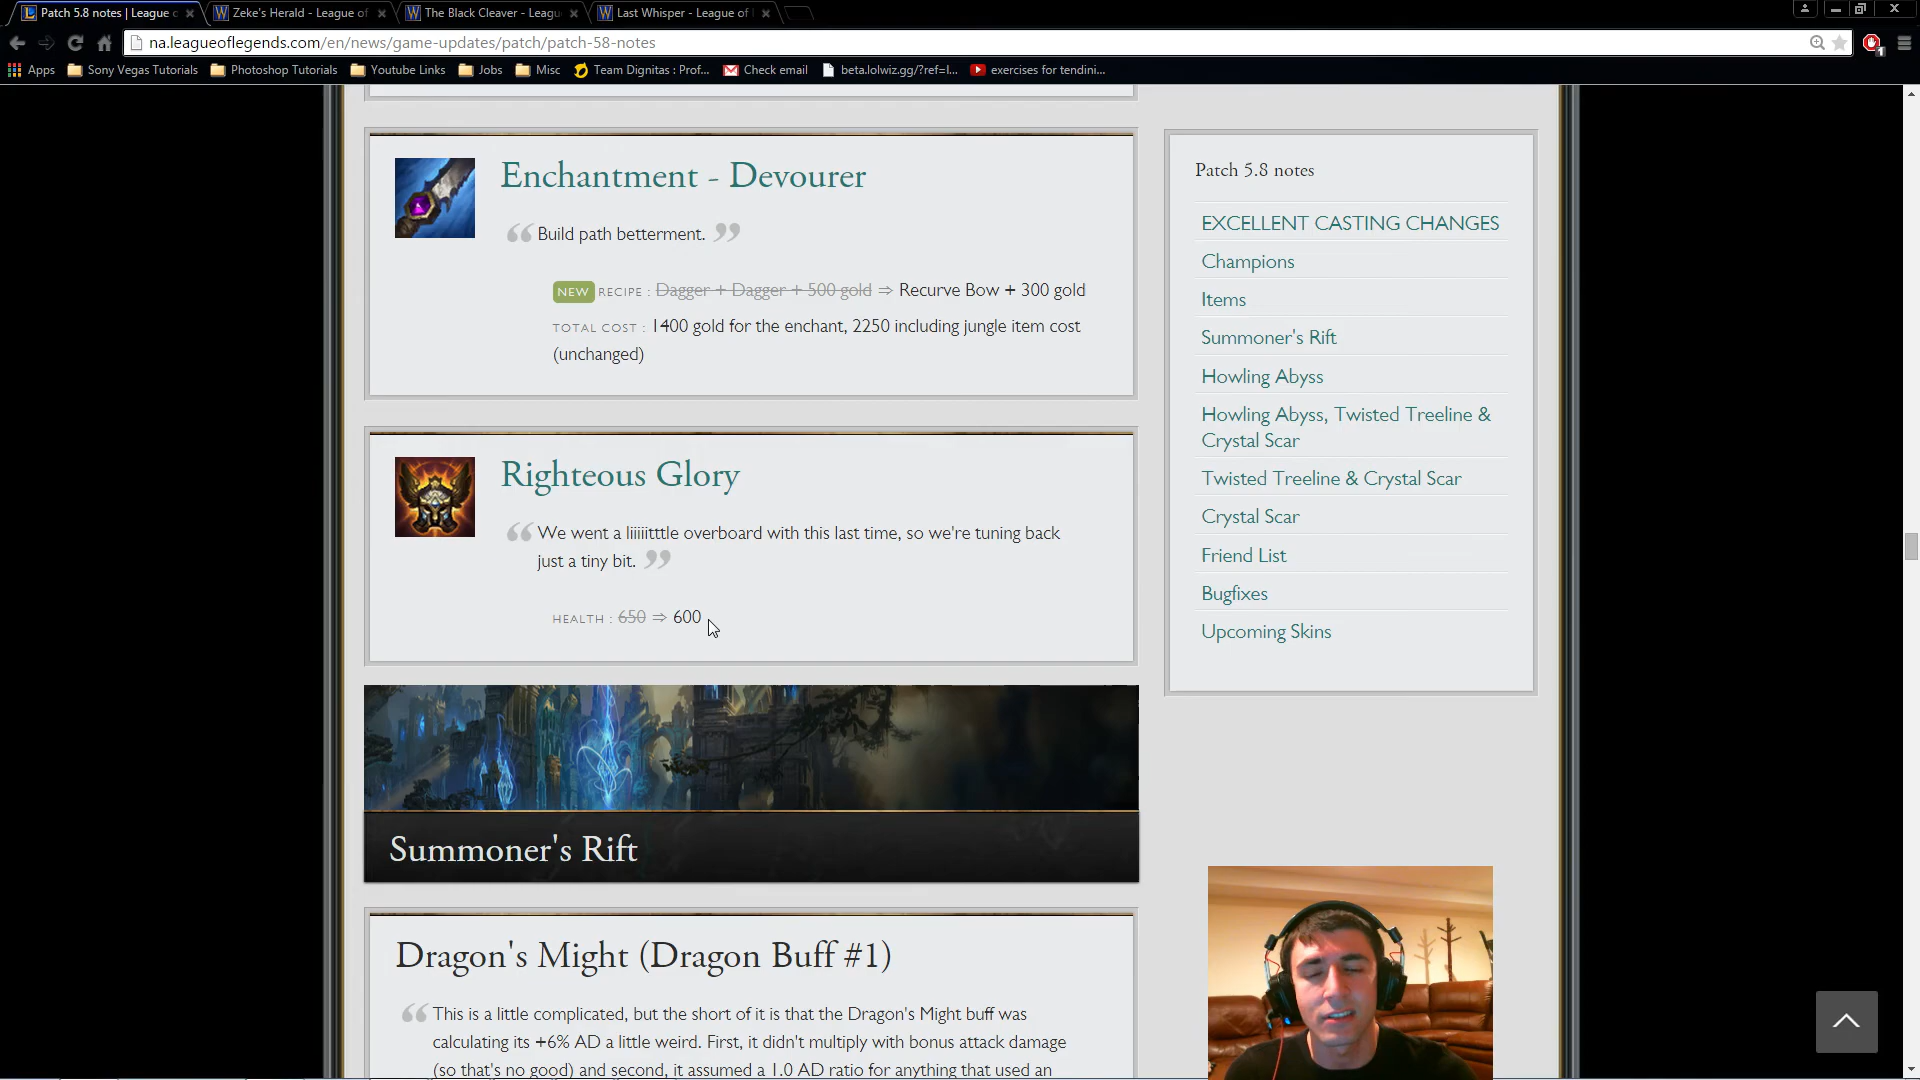 Patch 5.8 notes | League o
Zeke's Herald - League of
The Black Cleaver - Leagu
Last Whisper - League of
na.leagueoflegends.com/en/news/game-updates/patch/patch-58-notes
1
Apps
Sony Vegas Tutorials
Photoshop Tutorials
Youtube Links
Jobs
Misc
Team Dignitas : Prof...
Check email
beta.lolwiz.gg/?ref=l...
exercises for tendini...
Enchantment - Devourer
“ Build path betterment. ”
NEW RECIPE : Dagger + Dagger + 500 gold ⇒ Recurve Bow + 300 gold
TOTAL COST : 1400 gold for the enchant, 2250 including jungle item cost
(unchanged)
Righteous Glory
“ We went a liiiiitttle overboard with this last time, so we're tuning back
just a tiny bit. ”
HEALTH : 650 ⇒ 600
Summoner's Rift
Dragon's Might (Dragon Buff #1)
“ This is a little complicated, but the short of it is that the Dragon's Might buff was
calculating its +6% AD a little weird. First, it didn't multiply with bonus attack damage
(so that's no good) and second, it assumed a 1.0 AD ratio for anything that used an
Patch 5.8 notes
EXCELLENT CASTING CHANGES
Champions
Items
Summoner's Rift
Howling Abyss
Howling Abyss, Twisted Treeline &
Crystal Scar
Twisted Treeline & Crystal Scar
Crystal Scar
Friend List
Bugfixes
Upcoming Skins